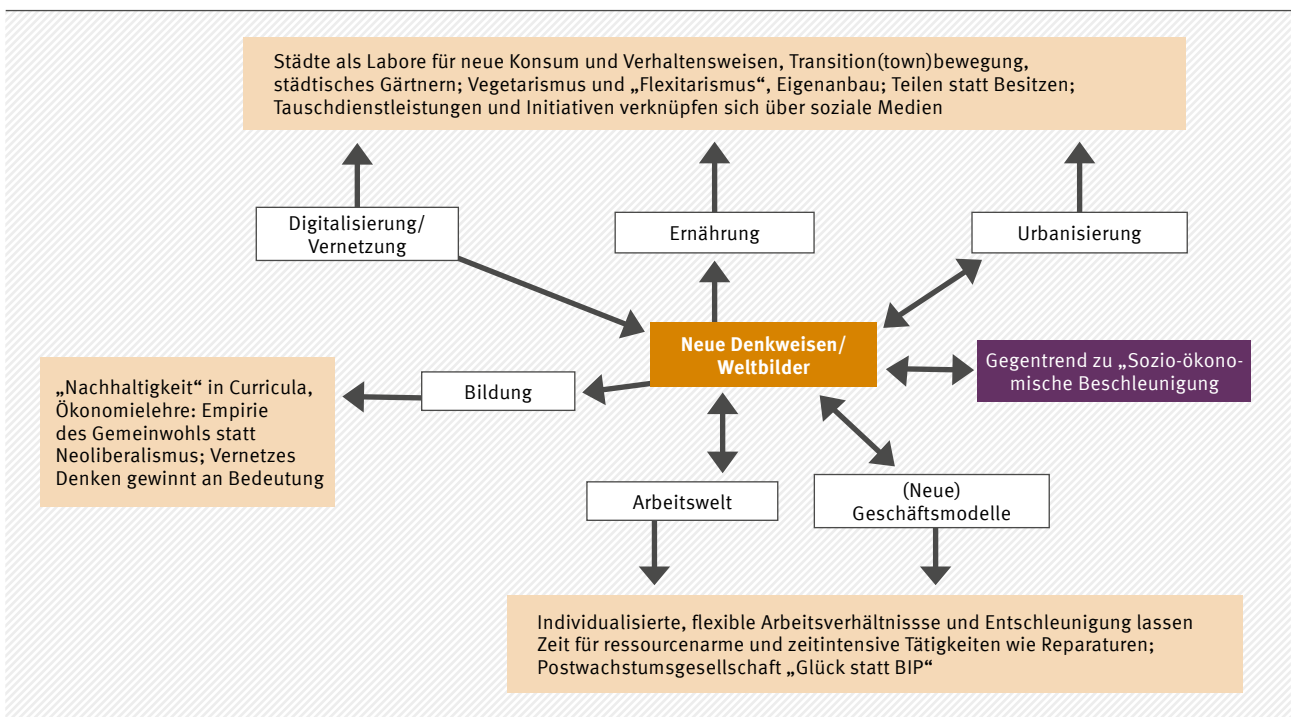 Städte als Labore für neue Konsum und Verhaltensweisen, Transition(town)bewegung,
städtisches Gärtnern; Vegetarismus und „Flexitarismus“, Eigenanbau; Teilen statt Besitzen;
Tauschdienstleistungen und Initiativen verknüpfen sich über soziale Medien
Digitalisierung/
Vernetzung
Ernährung
Urbanisierung
Neue Denkweisen/
Weltbilder
Gegentrend zu „Sozio-ökono-
mische Beschleunigung
„Nachhaltigkeit“ in Curricula,
Ökonomielehre: Empirie
des Gemeinwohls statt
Neoliberalismus; Vernetzes
Denken gewinnt an Bedeutung
Bildung
Arbeitswelt
(Neue)
Geschäftsmodelle
Individualisierte, flexible Arbeitsverhältnissse und Entschleunigung lassen
Zeit für ressourcenarme und zeitintensive Tätigkeiten wie Reparaturen;
Postwachstumsgesellschaft „Glück statt BIP“